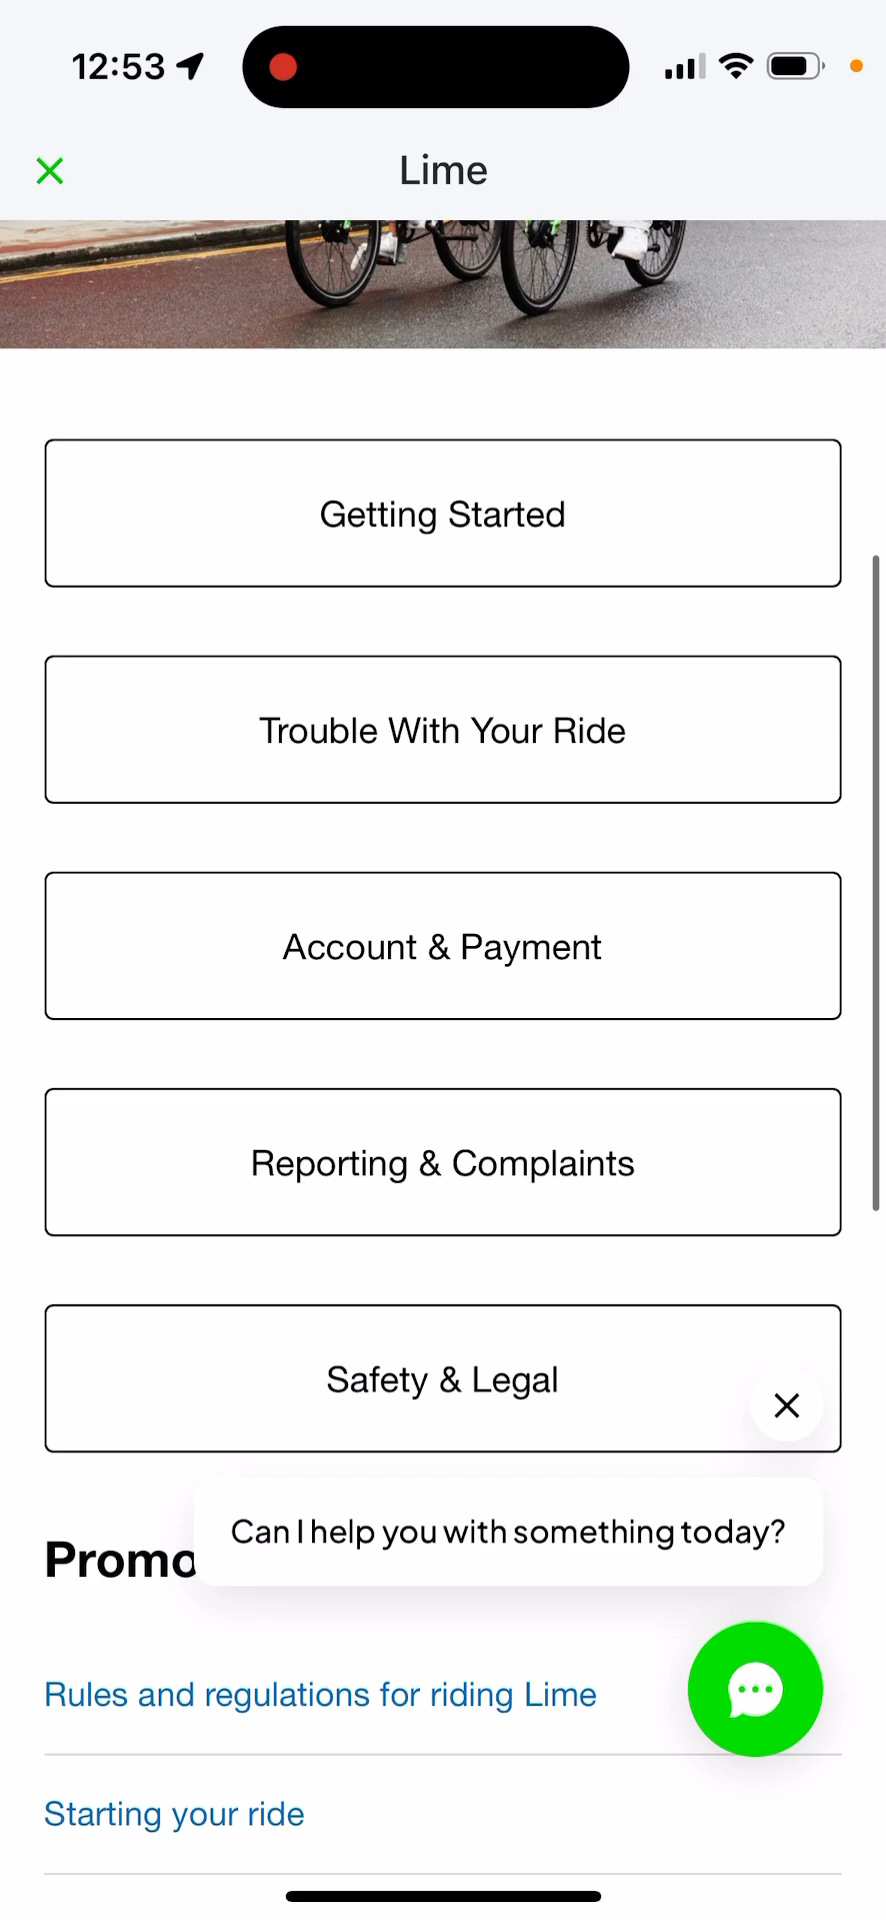 12:53
Lime
Getting Started
Trouble With Your Ride
Account & Payment
Reporting & Complaints
Safety & Legal
Can I help you with something today?
Promo
Rules and regulations for riding Lime
Starting your ride